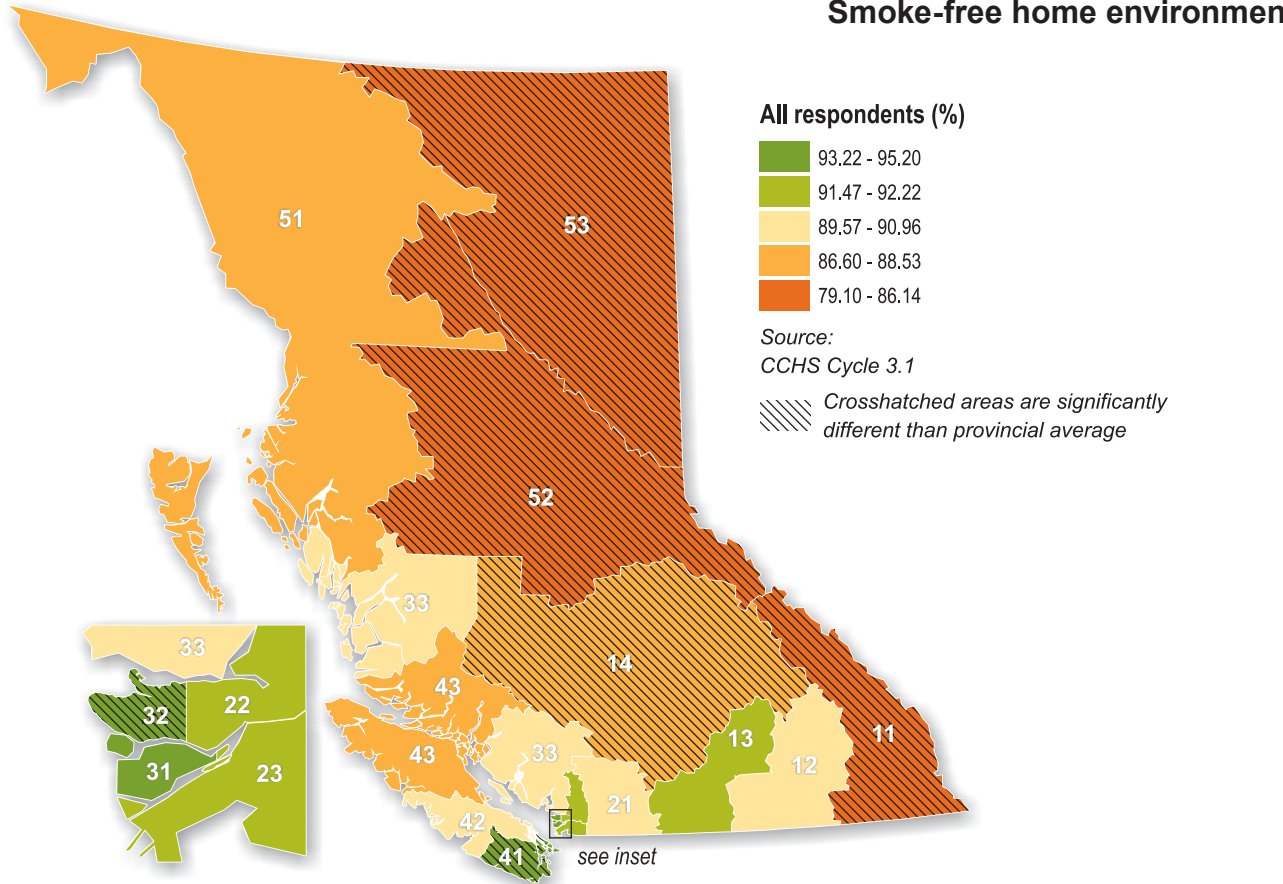 Smoke-free home environmen
All respondents (%)
93.22 - 95.20
91.47 - 92.22
89.57 - 90.96
86.60 - 88.53
79.10 - 86.14
Source:
CCHS Cycle 3.1
Crosshatched areas are significantly
different than provincial average
51
53
52
33
14
43
43
33
13
12
11
21
42
41
see inset
33
32
22
31
23